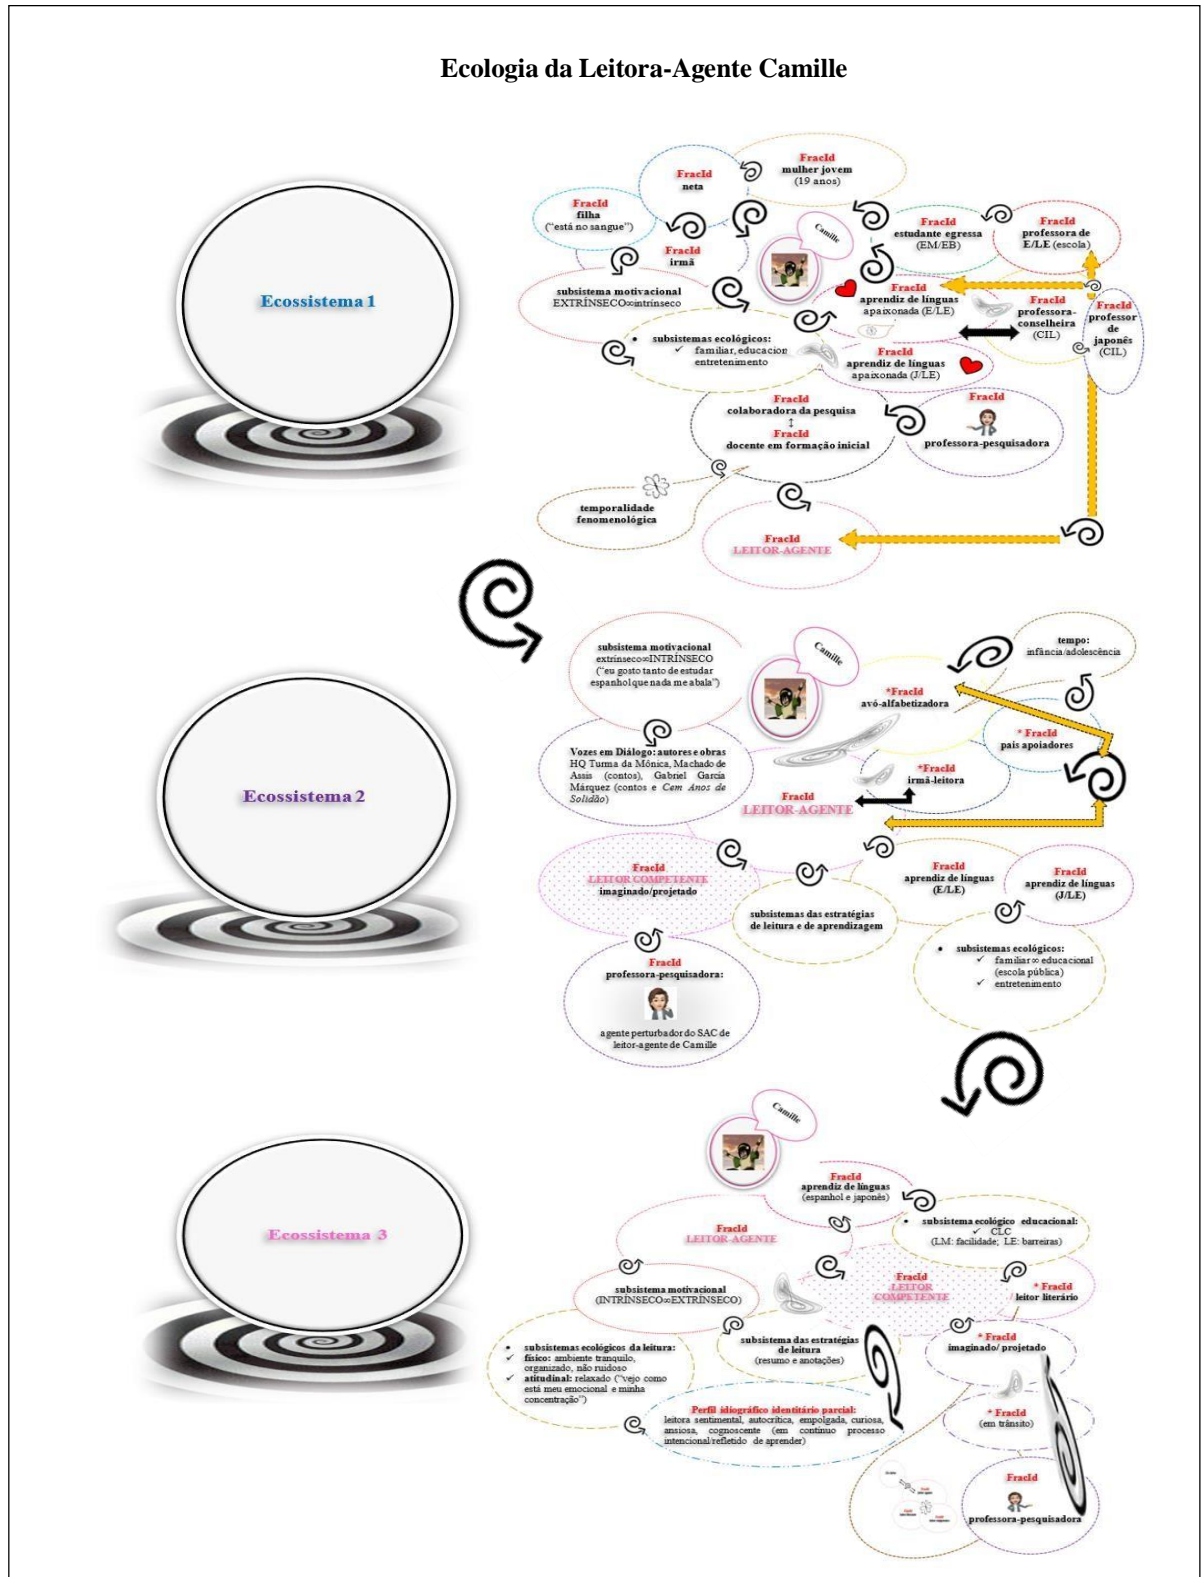 Ecologia da Leitora-Agente Camille
Ecossistema 1
FracId
mulher jovem
(19 anos)
FracId
neta
FracId
filha
("está no sangue")
FracId
irmã
Camille
FracId
estudante egressa
(EM/EB)
FracId
professora de
E/LE (escola)
subsistema motivacional
EXTRÍNSECO∞intrínseco
FracId
aprendiz de línguas
apaixonada (E/LE)
FracId
professora-
conselheira
(CIL)
FracId
professor
de
japonês
(CIL)
• subsistemas ecológicos:
✓ familiar, educacion
entretenimento
FracId
aprendiz de línguas
apaixonada (J/LE)
FracId
colaboradora da pesquisa
↕
FracId
docente em formação inicial
FracId
professora-pesquisadora
temporalidade
fenomenológica
FracId
LEITOR-AGENTE
Ecossistema 2
subsistema motivacional
extrínseco∞INTRÍNSECO
("eu gosto tanto de estudar
espanhol que nada me abala")
Camille
tempo:
infância/adolescência
*FracId
avó-alfabetizadora
* FracId
pais apoiadores
Vozes em Diálogo: autores e obras
HQ Turma da Mônica, Machado de
Assis (contos), Gabriel García
Márquez (contos e Cem Anos de
Solidão)
*FracId
irmã-leitora
FracId
LEITOR-AGENTE
FracId
LEITOR COMPETENTE
imaginado/projetado
FracId
aprendiz de línguas
(E/LE)
FracId
aprendiz de línguas
(J/LE)
subsistemas das estratégias
de leitura e de aprendizagem
• subsistemas ecológicos:
✓ familiar ∞ educacional
(escola pública)
✓ entretenimento
FracId
professora-pesquisadora:
agente perturbador do SAC de
leitor-agente de Camille
Ecossistema 3
Camille
FracId
aprendiz de línguas
(espanhol e japonês)
FracId
LEITOR-AGENTE
• subsistema ecológico educacional:
✓ CLC
(LM: facilidade; LE: barreiras)
FracId
LEITOR
COMPETENTE
* FracId
leitor literário
subsistema motivacional
(INTRÍNSECO∞EXTRÍNSECO)
subsistema das estratégias
de leitura
(resumo e anotações)
* FracId
imaginado/ projetado
• subsistemas ecológicos da leitura:
✓ físico: ambiente tranquilo,
organizado, não ruidoso
✓ atitudinal: relaxado ("vejo como
está meu emocional e minha
concentração")
Perfil idiográfico identitário parcial:
leitora sentimental, autocrítica, empolgada, curiosa,
ansiosa, cognoscente (em contínuo processo
intencional/refletido de aprender)
* FracId
(em trânsito)
FracId
professora-pesquisadora